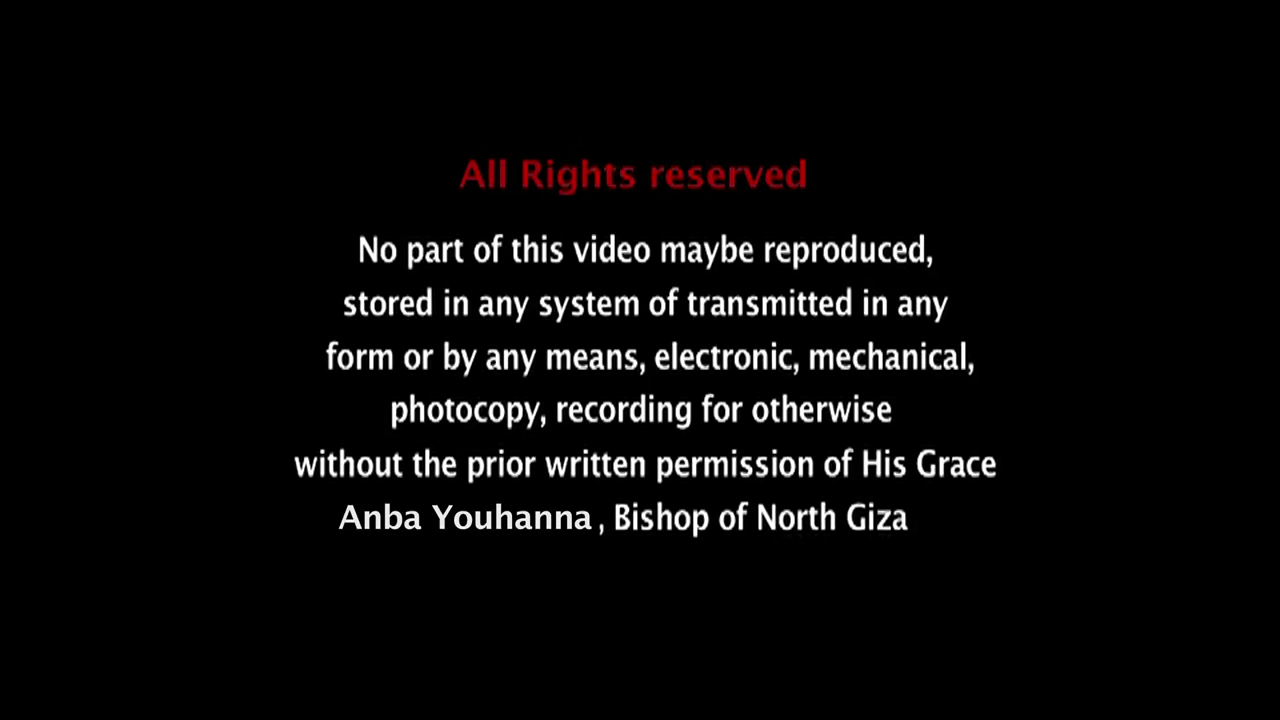 All Rights reserved
No part of this video maybe reproduced,
stored in any system of transmitted in any
form or by any means, electronic, mechanical,
photocopy, recording for otherwise
without the prior written permission of His Grace
Anba Youhanna , Bishop of North Giza